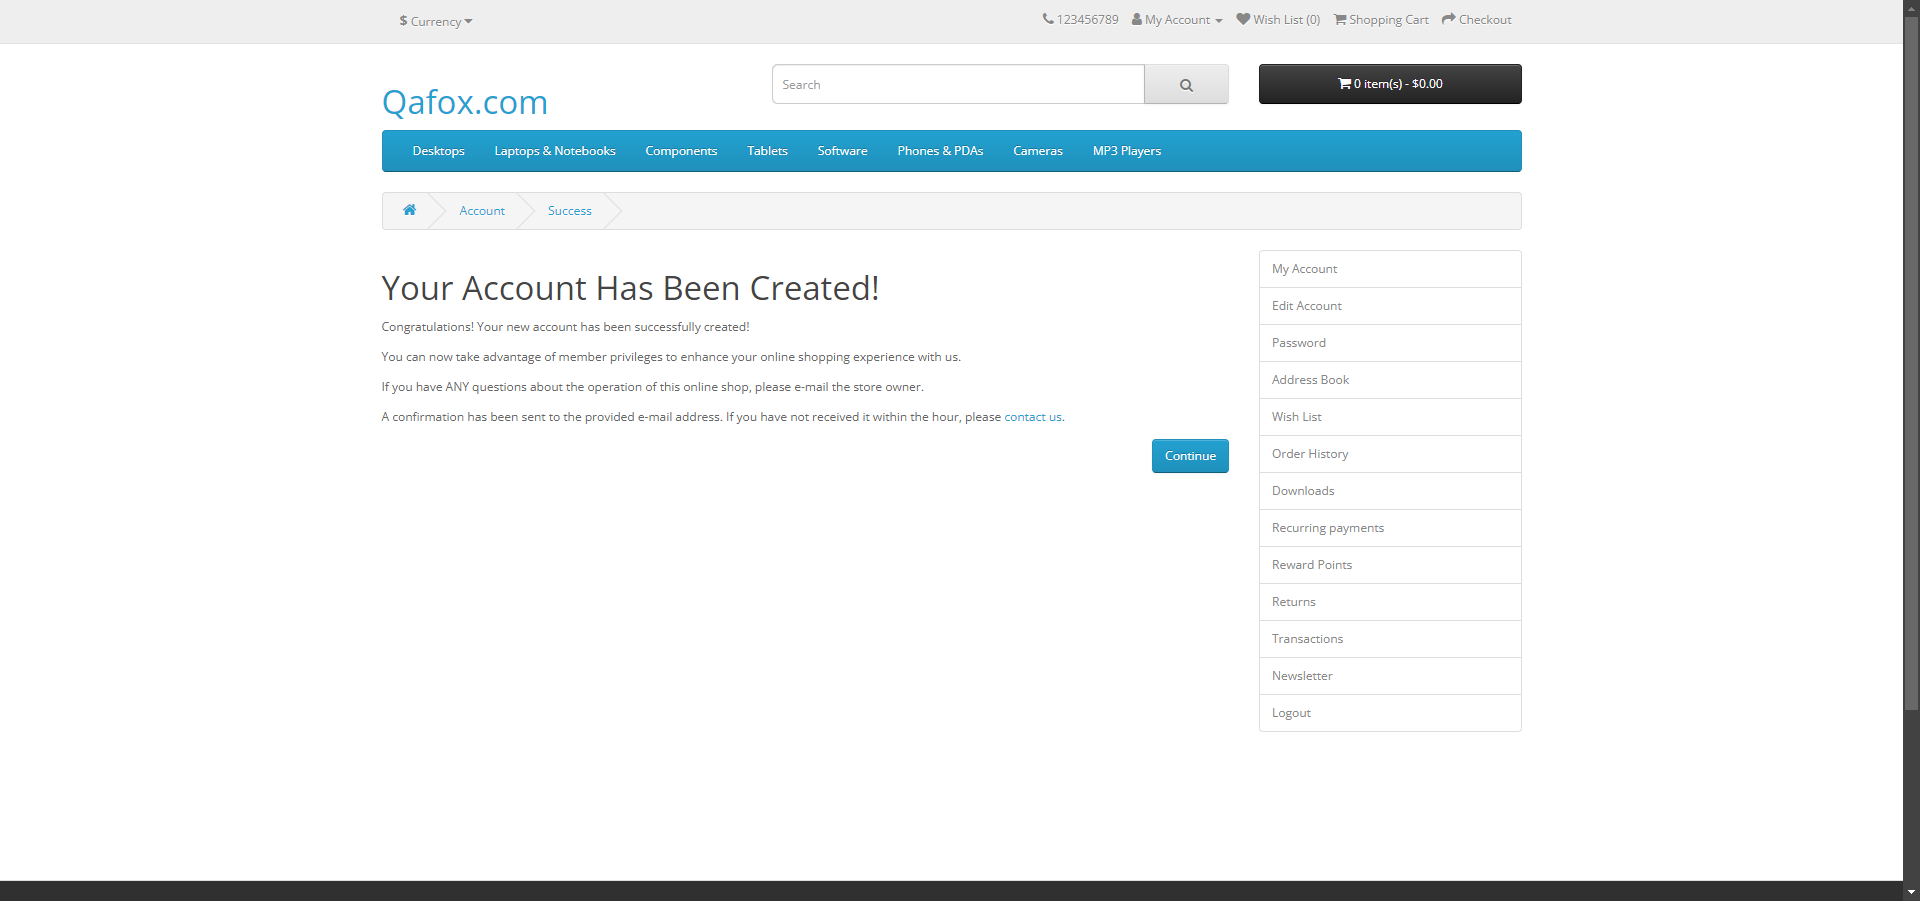 $ Currency
123456789 My Account Wish List (0) Shopping Cart Checkout
Qafox.com
Search
0 item(s) - $0.00
Desktops Laptops & Notebooks Components Tablets Software Phones & PDAs Cameras MP3 Players
Account Success
Your Account Has Been Created!
Congratulations! Your new account has been successfully created!
You can now take advantage of member privileges to enhance your online shopping experience with us.
If you have ANY questions about the operation of this online shop, please e-mail the store owner.
A confirmation has been sent to the provided e-mail address. If you have not received it within the hour, please contact us.
Continue
My Account
Edit Account
Password
Address Book
Wish List
Order History
Downloads
Recurring payments
Reward Points
Returns
Transactions
Newsletter
Logout